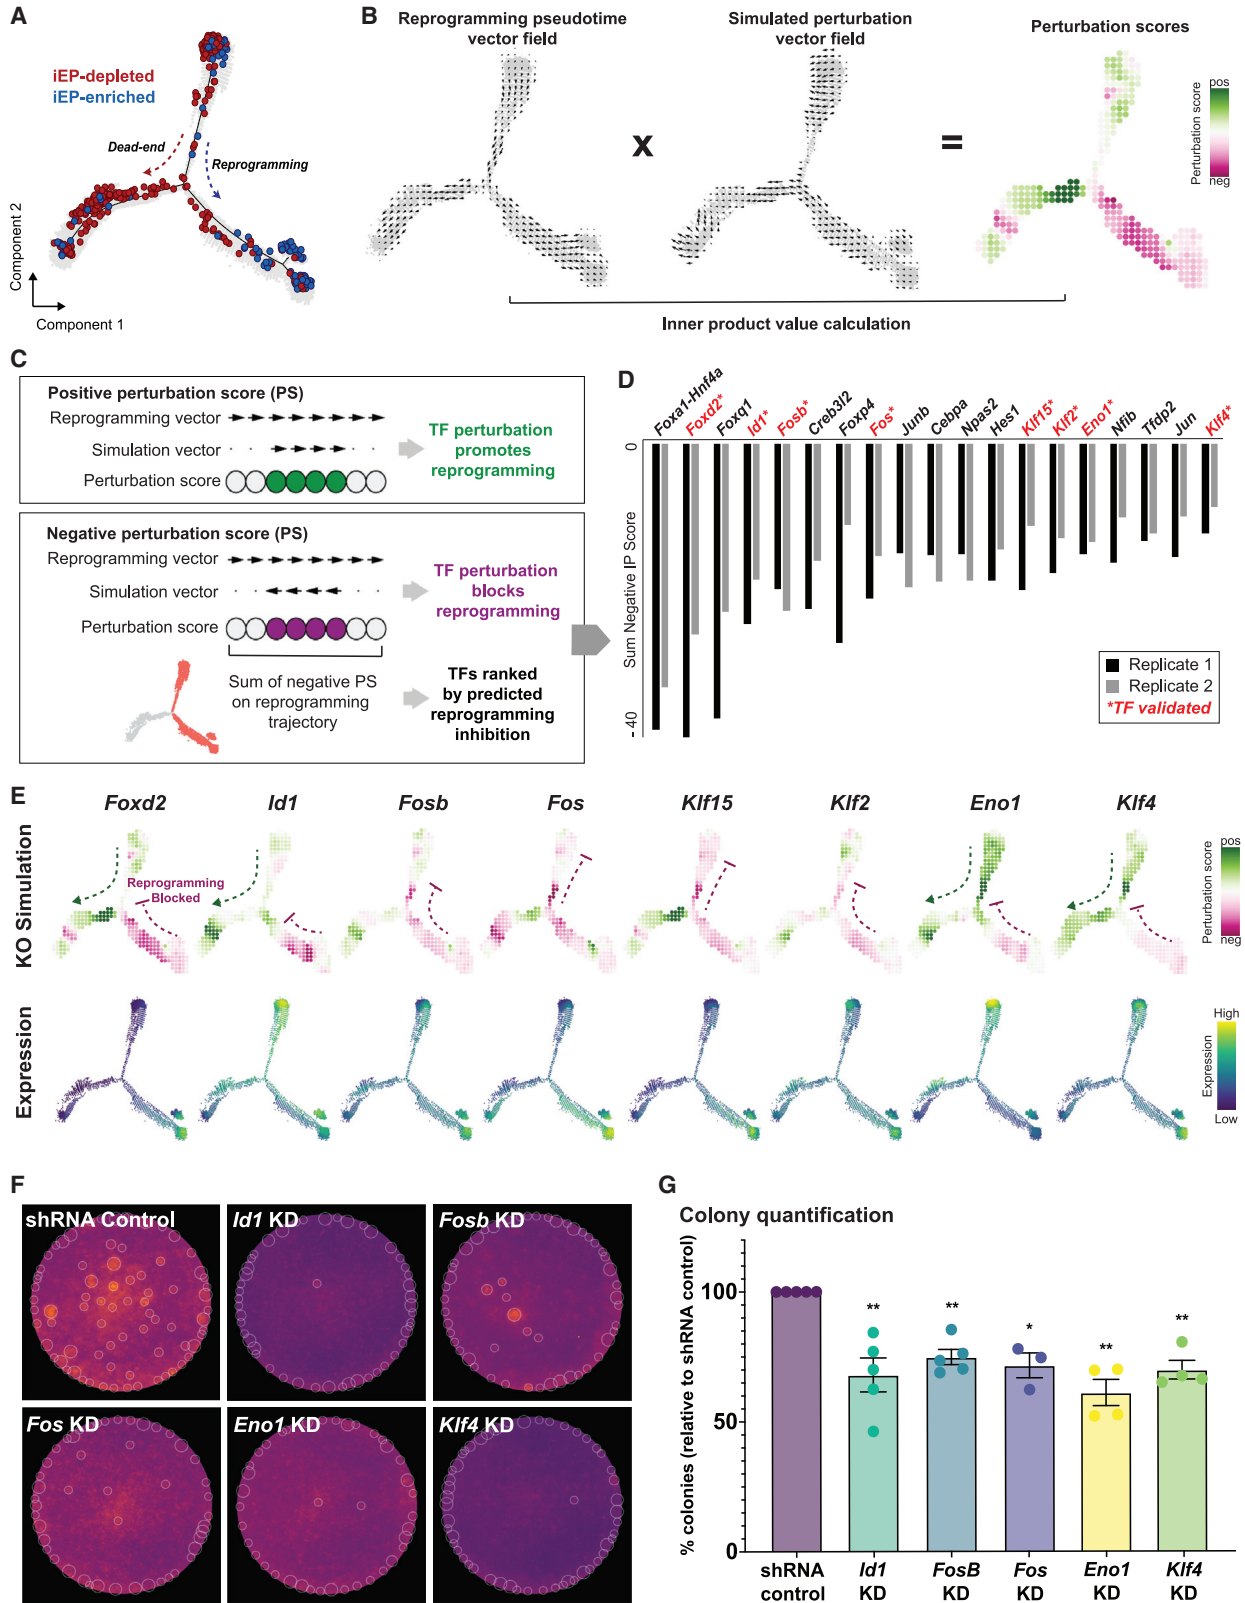 A
iEP-depleted
iEP-enriched
Dead-end
Reprogramming
Component 2
Component 1
B
Reprogramming pseudotime
vector field
x
Simulated perturbation
vector field
=
Perturbation scores
pos
Perturbation score
neg
Inner product value calculation
C
Positive perturbation score (PS)
Reprogramming vector
Simulation vector
Perturbation score
TF perturbation
promotes
reprogramming
Negative perturbation score (PS)
Reprogramming vector
Simulation vector
Perturbation score
TF perturbation
blocks
reprogramming
Sum of negative PS
on reprogramming
trajectory
TFs ranked
by predicted
reprogramming
inhibition
D
Foxa1-Hnf4a
Foxd2*
Foxq1
Id1*
Fosb*
Creb3l2
Foxp4
Fos*
Junb
Cebpa
Npas2
Hes1
Klf15*
Klf2*
Eno1*
Nfib
Tfdp2
Jun
Klf4*
0
Sum Negative IP Score
-40
Replicate 1
Replicate 2
*TF validated
E
Foxd2
Id1
Fosb
Fos
Klf15
Klf2
Eno1
Klf4
KO Simulation
Reprogramming
Blocked
pos
Perturbation score
neg
Expression
High
Expression
Low
F
shRNA Control
Id1 KD
Fosb KD
Fos KD
Eno1 KD
Klf4 KD
G
Colony quantification
% colonies (relative to shRNA control)
100
50
0
**
**
*
**
**
shRNA
control
Id1
KD
FosB
KD
Fos
KD
Eno1
KD
Klf4
KD